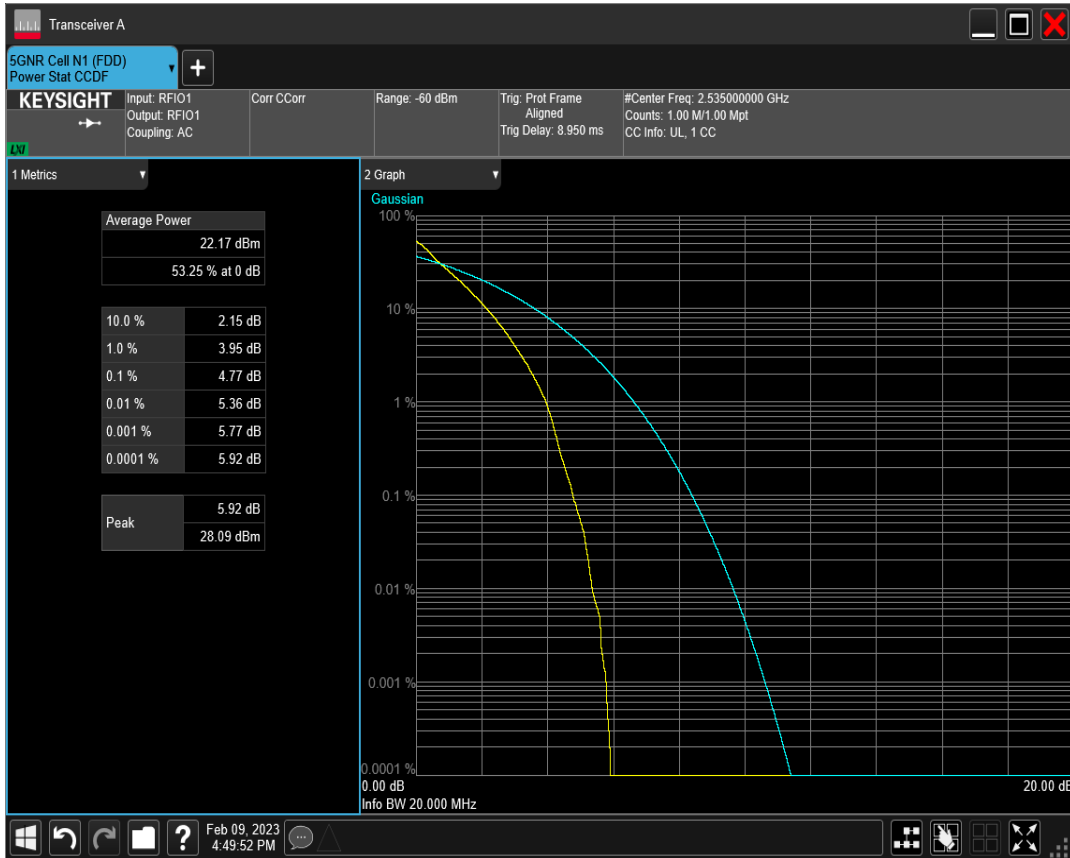 Transceiver A
5GNR Cell N1 (FDD)
Power Stat CCDF
+
KEYSIGHT
LXI
Input: RFIO1
Output: RFIO1
Coupling: AC
Corr CCorr
Range: -60 dBm
Trig: Prot Frame
Aligned
Trig Delay: 8.950 ms
#Center Freq: 2.535000000 GHz
Counts: 1.00 M/1.00 Mpt
CC Info: UL, 1 CC
1 Metrics
Average Power
22.17 dBm
53.25 % at 0 dB
10.0 % 2.15 dB
1.0 % 3.95 dB
0.1 % 4.77 dB
0.01 % 5.36 dB
0.001 % 5.77 dB
0.0001 % 5.92 dB
Peak
5.92 dB
28.09 dBm
2 Graph
Gaussian
100 %
10 %
1 %
0.1 %
0.01 %
0.001 %
0.0001 %
0.00 dB
20.00 dB
Info BW 20.000 MHz
?
Feb 09, 2023
4:49:52 PM